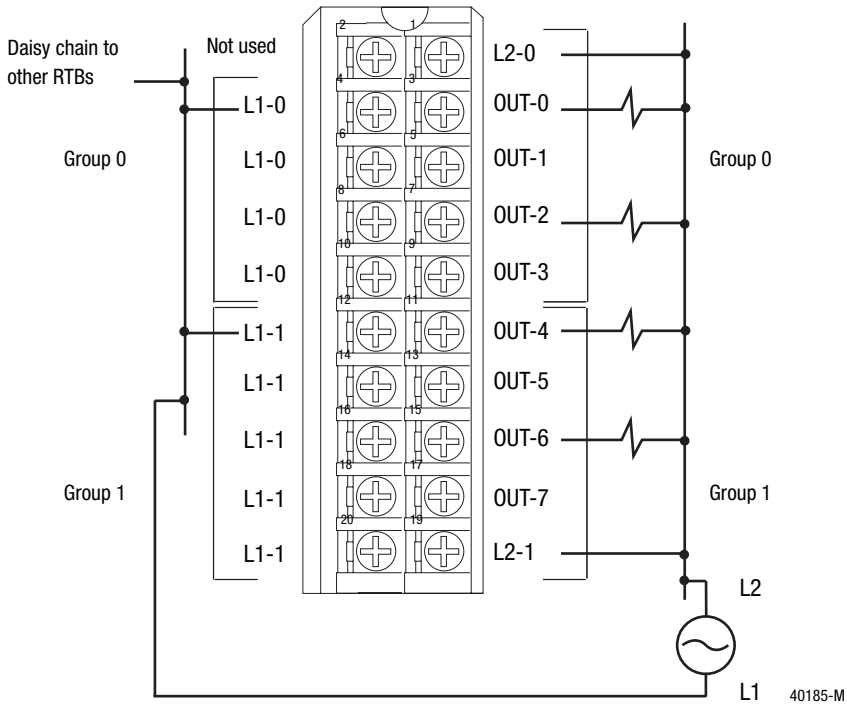 2 1
Daisy chain to
other RTBs
Not used
L2-0
4 3
L1-0
OUT-0
6 5
Group 0
L1-0
OUT-1
Group 0
8 7
L1-0
OUT-2
10 9
L1-0
OUT-3
12 11
L1-1
OUT-4
14 13
L1-1
OUT-5
16 15
L1-1
OUT-6
18 17
Group 1
L1-1
OUT-7
Group 1
20 19
L1-1
L2-1
L2
L1
40185-M